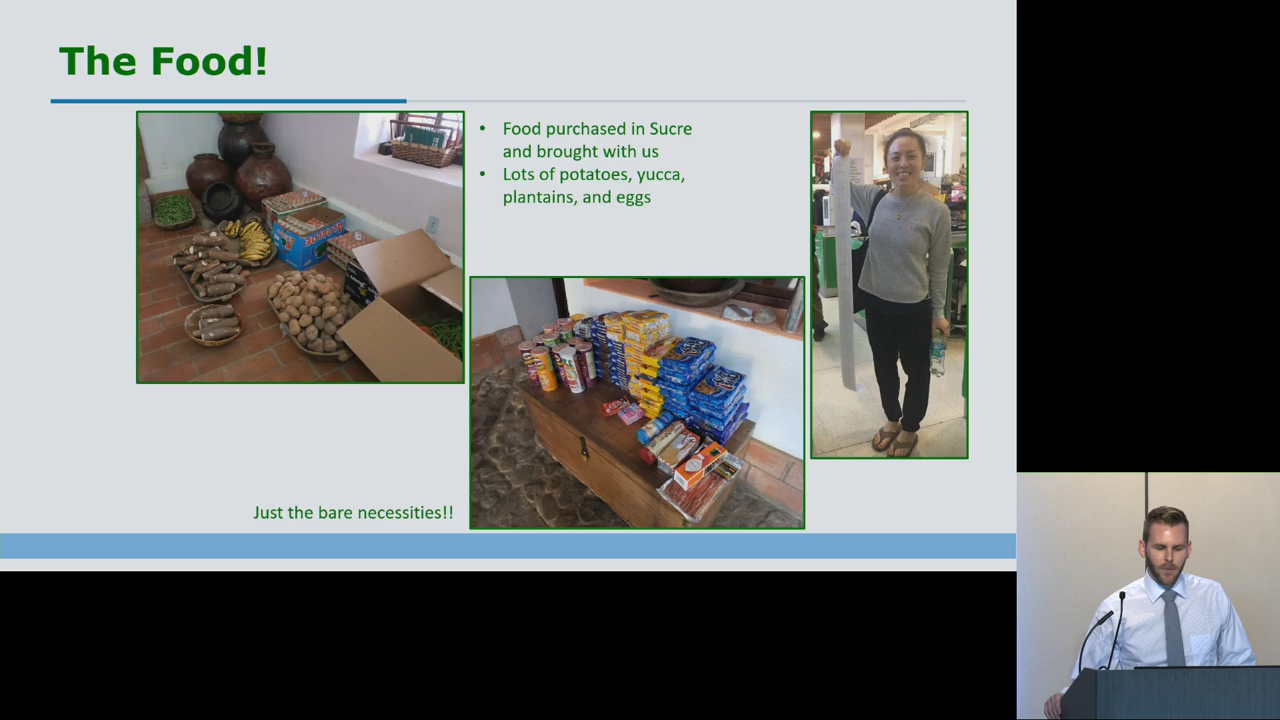 The Food!
• Food purchased in Sucre
and brought with us
• Lots of potatoes, yucca,
plantains, and eggs
Just the bare necessities!!